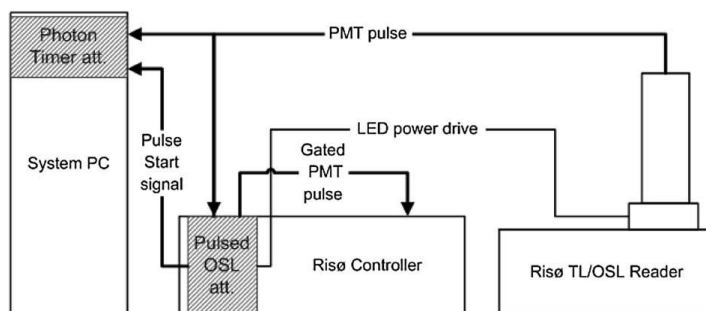 Photon
Timer att.
PMT pulse
LED power drive
Pulse
Start
signal
Gated
PMT
pulse
System PC
Pulsed
OSL
att.
Risø Controller
Risø TL/OSL Reader